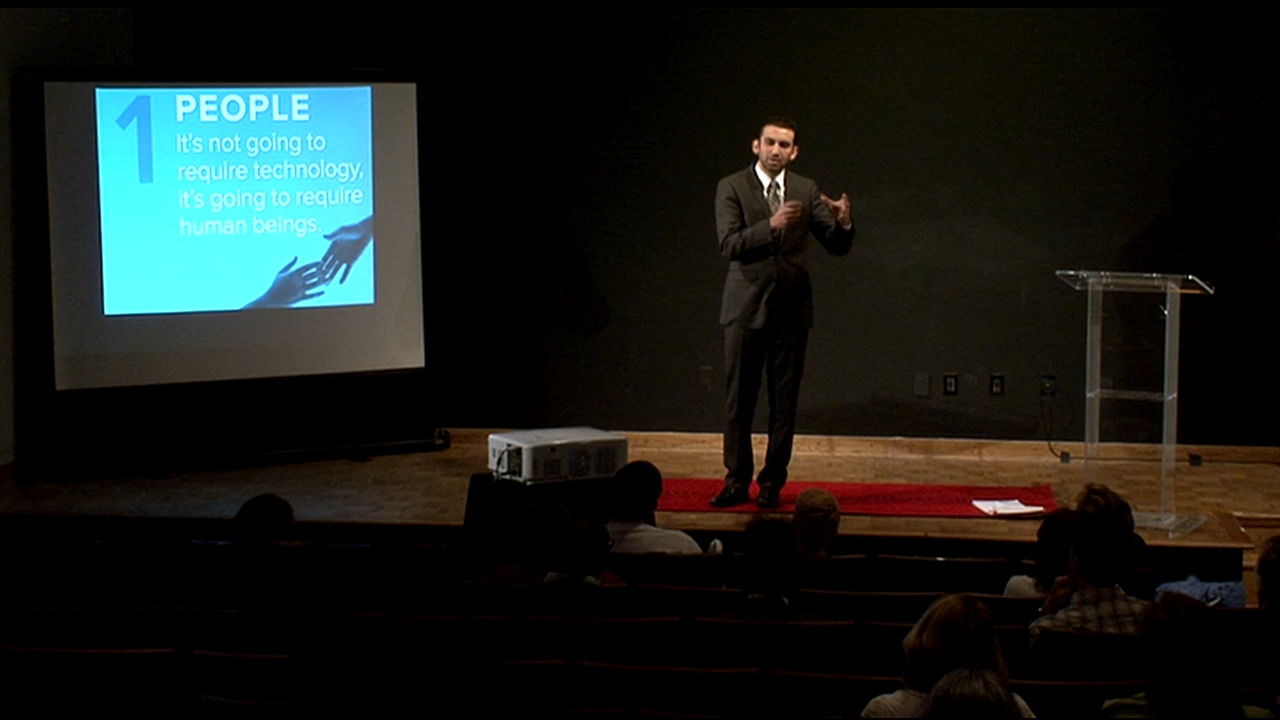 1
PEOPLE
It's not going to
require technology,
it's going to require
human beings.